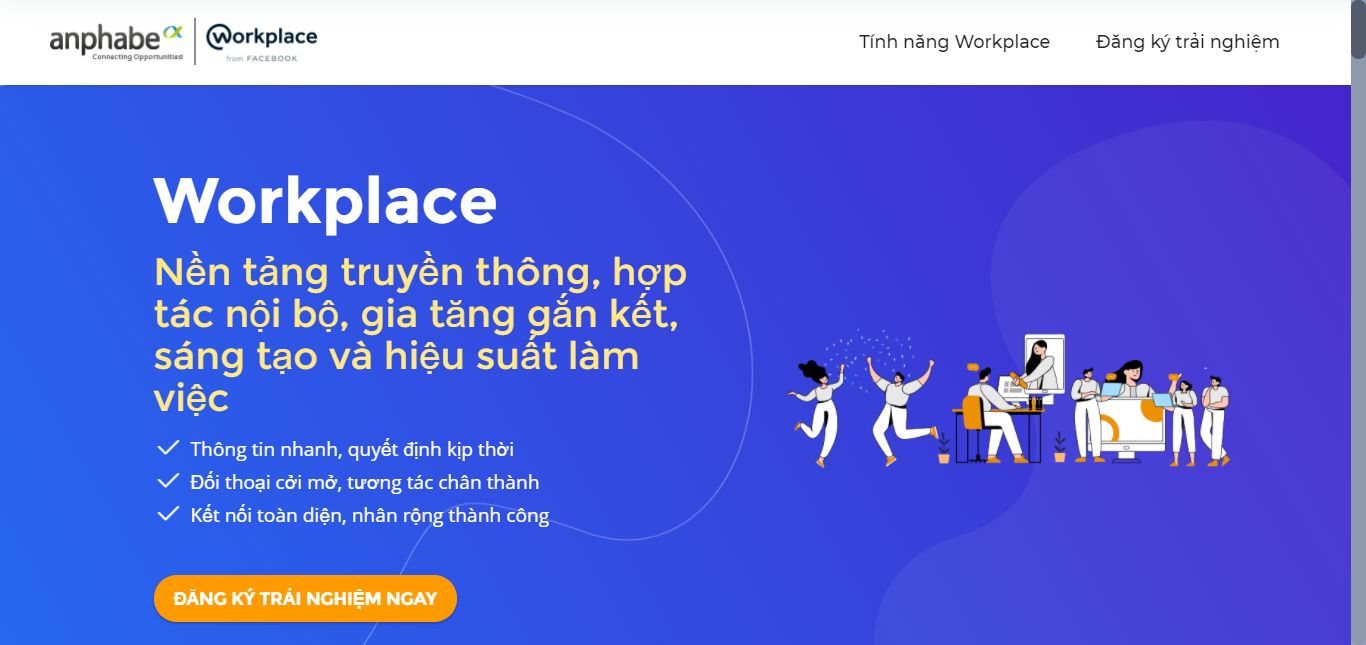 anphabe
Connecting Opportunities!
Workplace
from FACEBOOK
Tính năng Workplace
Đăng ký trải nghiệm
Workplace
Nền tảng truyền thông, hợp
tác nội bộ, gia tăng gắn kết,
sáng tạo và hiệu suất làm
việc
Thông tin nhanh, quyết định kịp thời
Đối thoại cởi mở, tương tác chân thành
Kết nối toàn diện, nhân rộng thành công
ĐĂNG KÝ TRẢI NGHIỆM NGAY